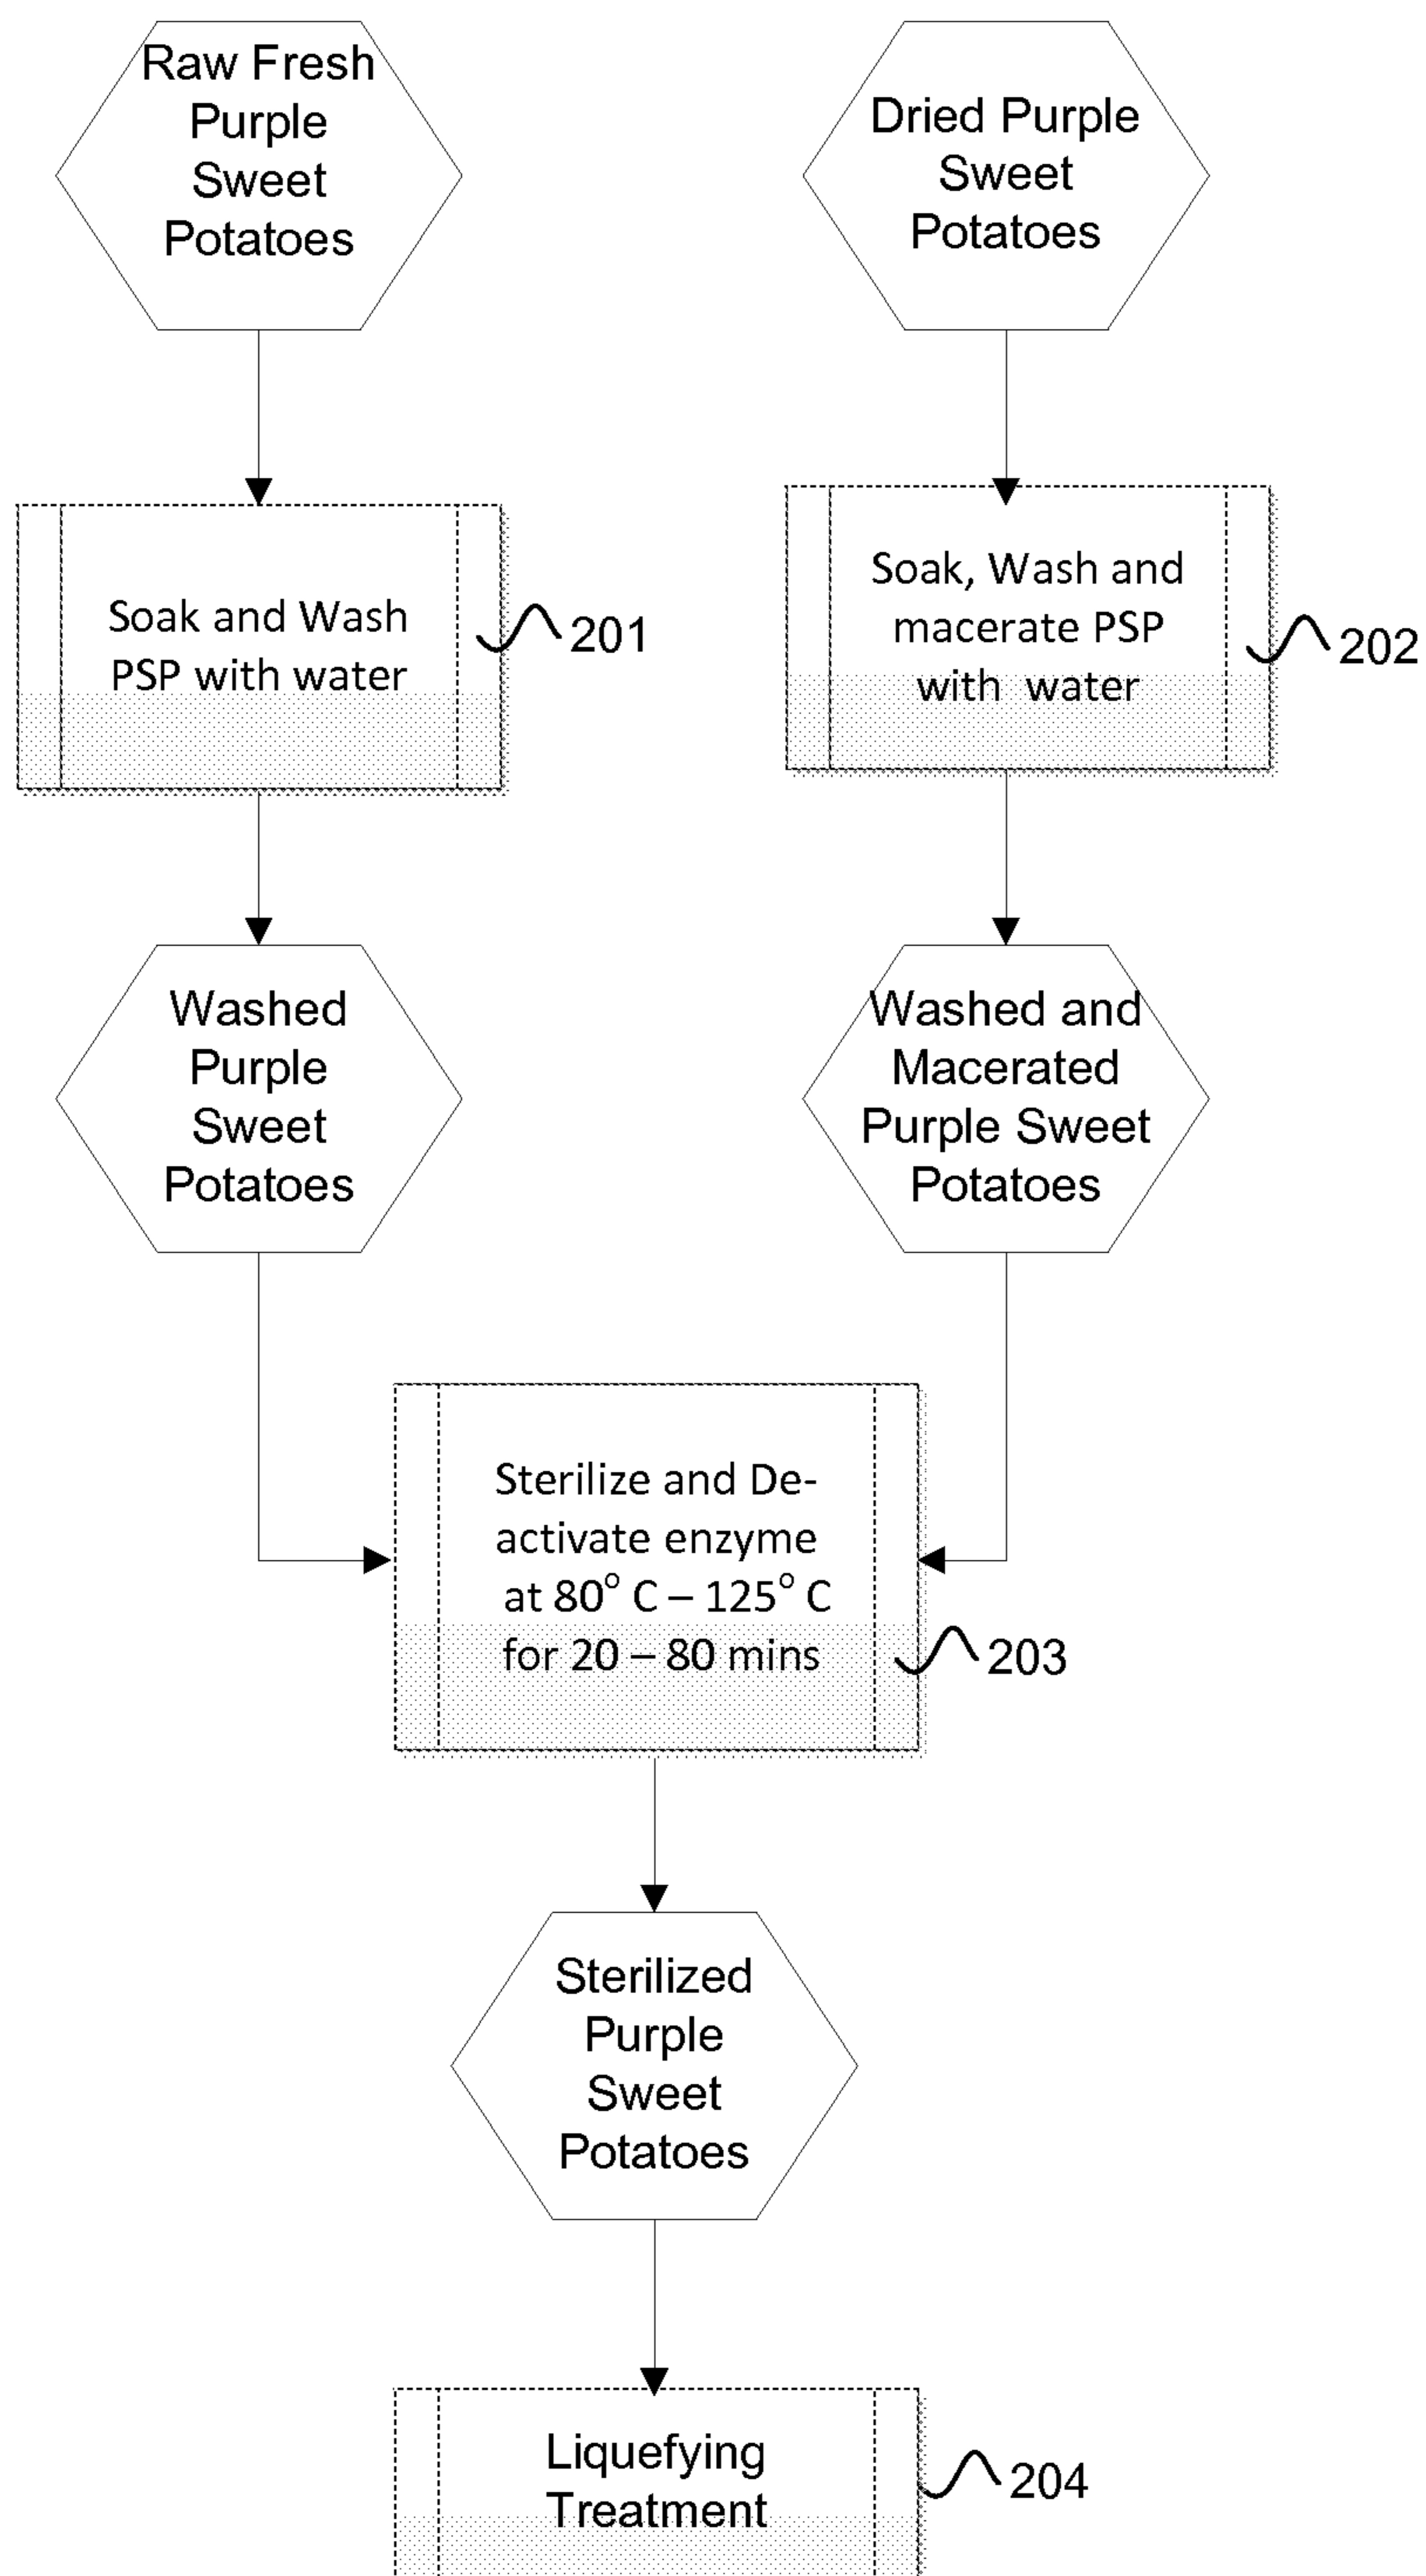 Raw Fresh
Purple
Sweet
Potatoes
Dried Purple
Sweet
Potatoes
Soak and Wash
PSP with water
201
Soak, Wash and
macerate PSP
with water
202
Washed
Purple
Sweet
Potatoes
Washed and
Macerated
Purple Sweet
Potatoes
Sterilize and De-
activate enzyme
at 80° C – 125° C
for 20 – 80 mins
203
Sterilized
Purple
Sweet
Potatoes
Liquefying
Treatment
204